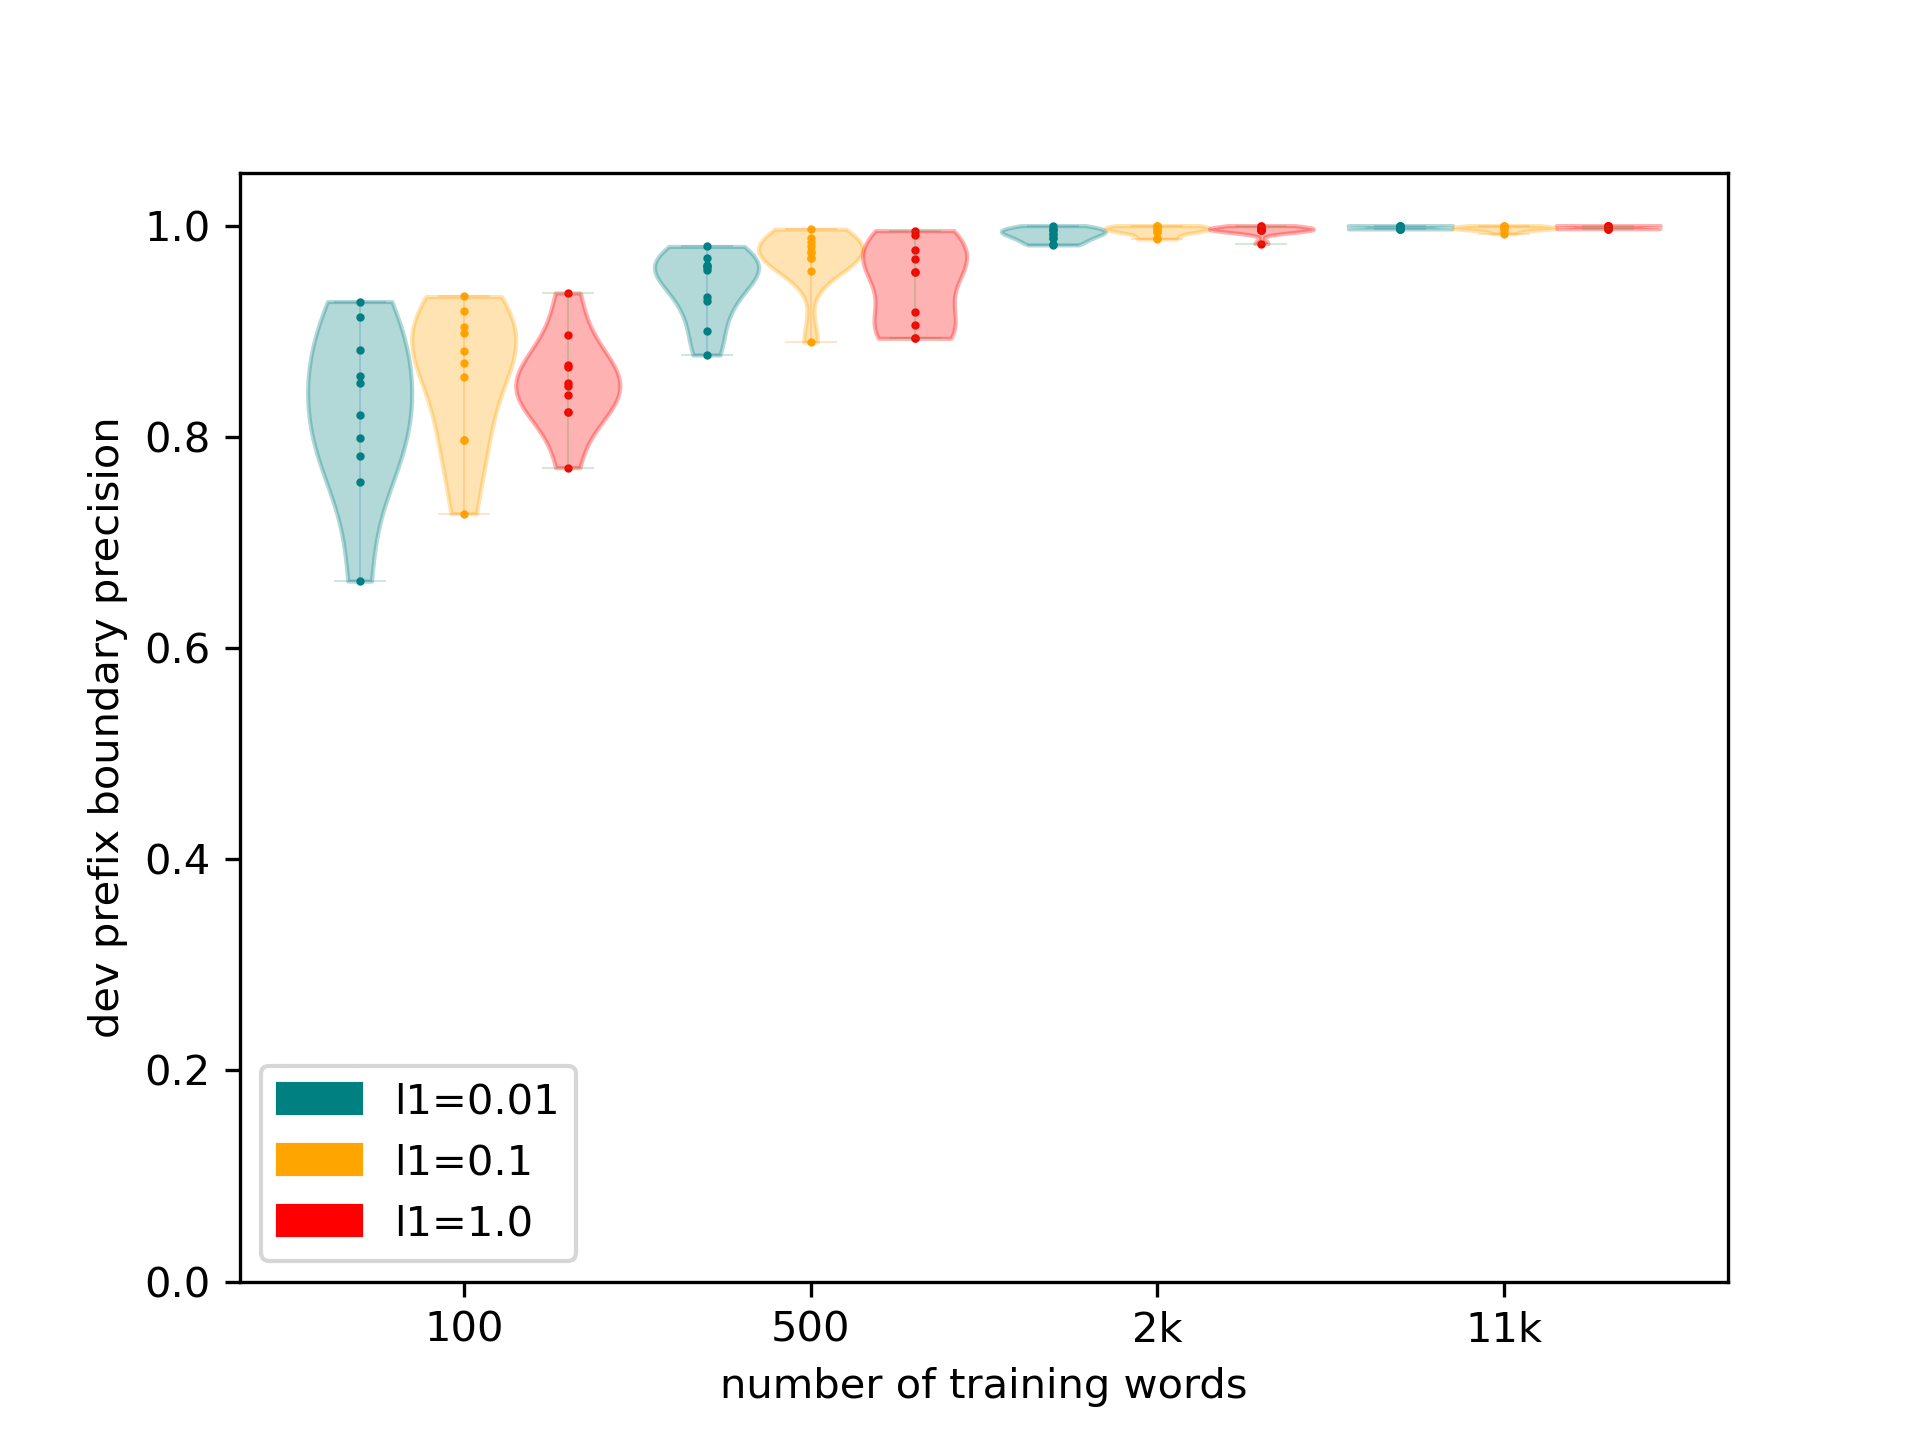 1.0
0.8
0.6
0.4
0.2
0.0
dev prefix boundary precision
l1=0.01
l1=0.1
l1=1.0
100 500 2k 11k
number of training words